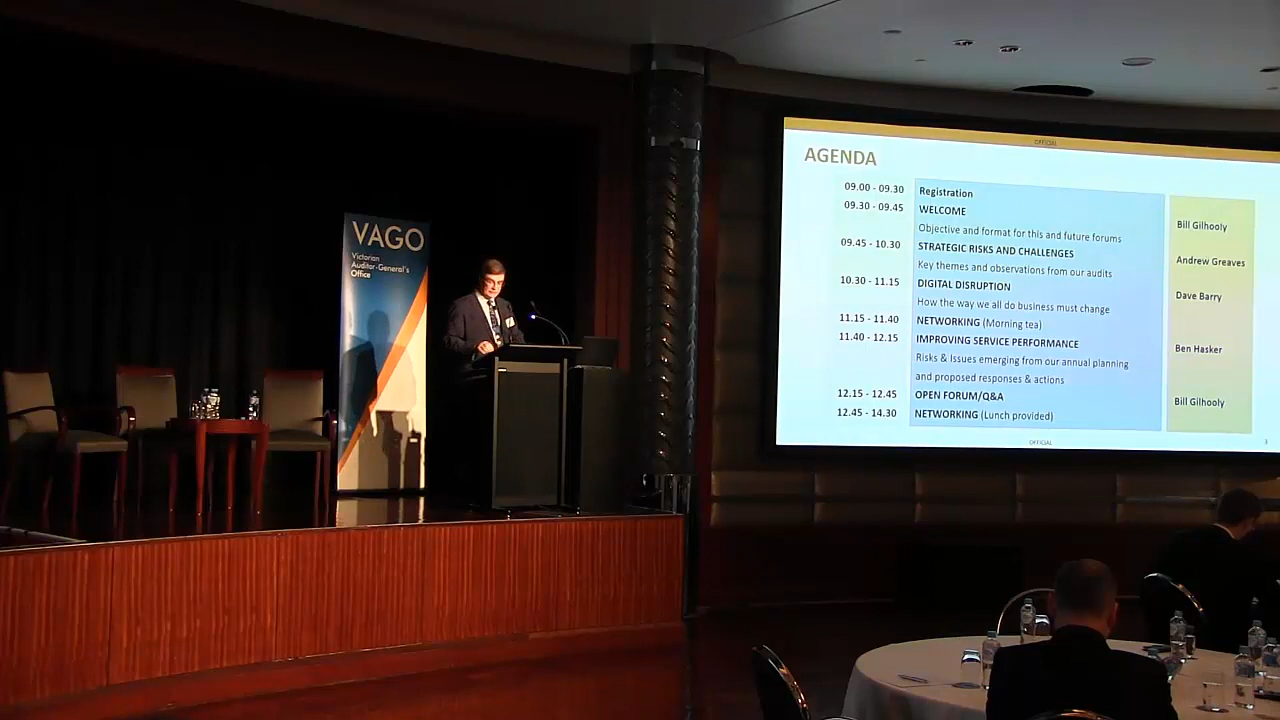 VAGO
Victorian
Auditor-General's
Office
OFFICIAL
AGENDA
09.00 - 09.30 Registration
09.30 - 09.45 WELCOME
Objective and format for this and future forums Bill Gilhooly
09.45 - 10.30 STRATEGIC RISKS AND CHALLENGES Andrew Greaves
Key themes and observations from our audits
10.30 - 11.15 DIGITAL DISRUPTION Dave Barry
How the way we all do business must change
11.15 - 11.40 NETWORKING (Morning tea)
11.40 - 12.15 IMPROVING SERVICE PERFORMANCE Ben Hasker
Risks & Issues emerging from our annual planning
and proposed responses & actions
12.15 - 12.45 OPEN FORUM/Q&A Bill Gilhooly
12.45 - 14.30 NETWORKING (Lunch provided)
OFFICIAL
3